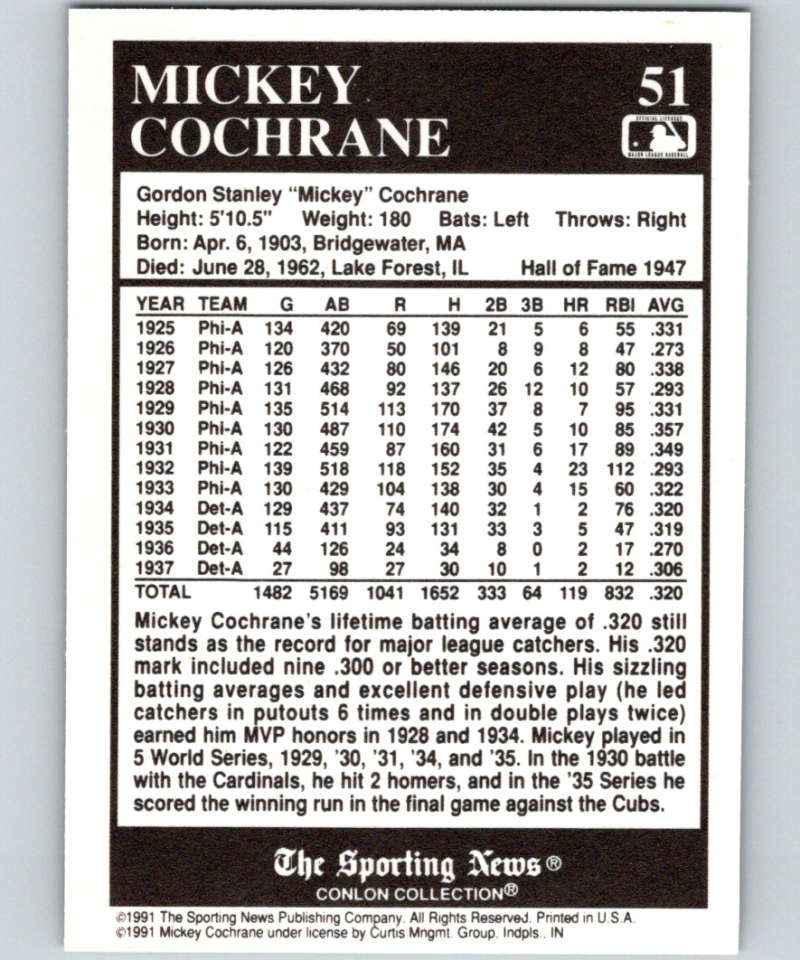 MICKEY
COCHRANE
51
OFFICIAL LICENSEE
MAJOR LEAGUE BASEBALL
Gordon Stanley “Mickey” Cochrane
Height: 5'10.5" Weight: 180 Bats: Left Throws: Right
Born: Apr. 6, 1903, Bridgewater, MA
Died: June 28, 1962, Lake Forest, IL Hall of Fame 1947
YEAR TEAM G AB R H 2B 3B HR RBI AVG
1925 Phi-A 134 420 69 139 21 5 6 55 .331
1926 Phi-A 120 370 50 101 8 9 8 47 .273
1927 Phi-A 126 432 80 146 20 6 12 80 .338
1928 Phi-A 131 468 92 137 26 12 10 57 .293
1929 Phi-A 135 514 113 170 37 8 7 95 .331
1930 Phi-A 130 487 110 174 42 5 10 85 .357
1931 Phi-A 122 459 87 160 31 6 17 89 .349
1932 Phi-A 139 518 118 152 35 4 23 112 .293
1933 Phi-A 130 429 104 138 30 4 15 60 .322
1934 Det-A 129 437 74 140 32 1 2 76 .320
1935 Det-A 115 411 93 131 33 3 5 47 .319
1936 Det-A 44 126 24 34 8 0 2 17 .270
1937 Det-A 27 98 27 30 10 1 2 12 .306
TOTAL 1482 5169 1041 1652 333 64 119 832 .320
Mickey Cochrane's lifetime batting average of .320 still
stands as the record for major league catchers. His .320
mark included nine .300 or better seasons. His sizzling
batting averages and excellent defensive play (he led
catchers in putouts 6 times and in double plays twice)
earned him MVP honors in 1928 and 1934. Mickey played in
5 World Series, 1929, '30, '31, '34, and '35. In the 1930 battle
with the Cardinals, he hit 2 homers, and in the '35 Series he
scored the winning run in the final game against the Cubs.
The Sporting News®
CONLON COLLECTION®
©1991 The Sporting News Publishing Company. All Rights Reserved. Printed in U.S.A.
©1991 Mickey Cochrane under license by Curtis Mngmt. Group. Indpls.. IN